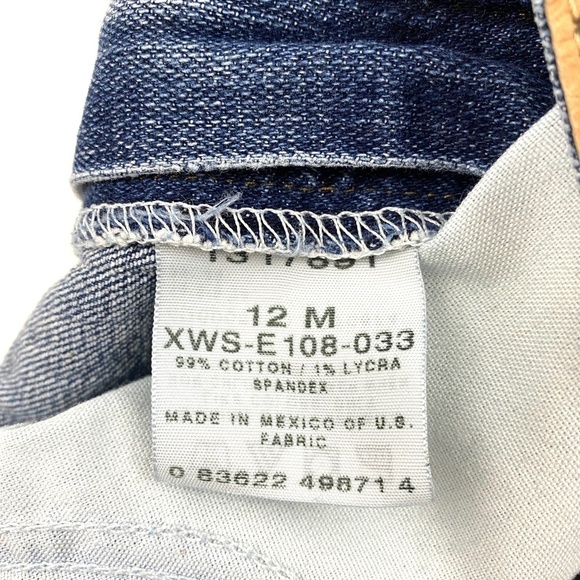 12 M
XWS-E108-033
99% COTTON / 1% LYCRA
SPANDEX
MADE IN MEXICO OF U.S.
FABRIC
0 83622 49871 4